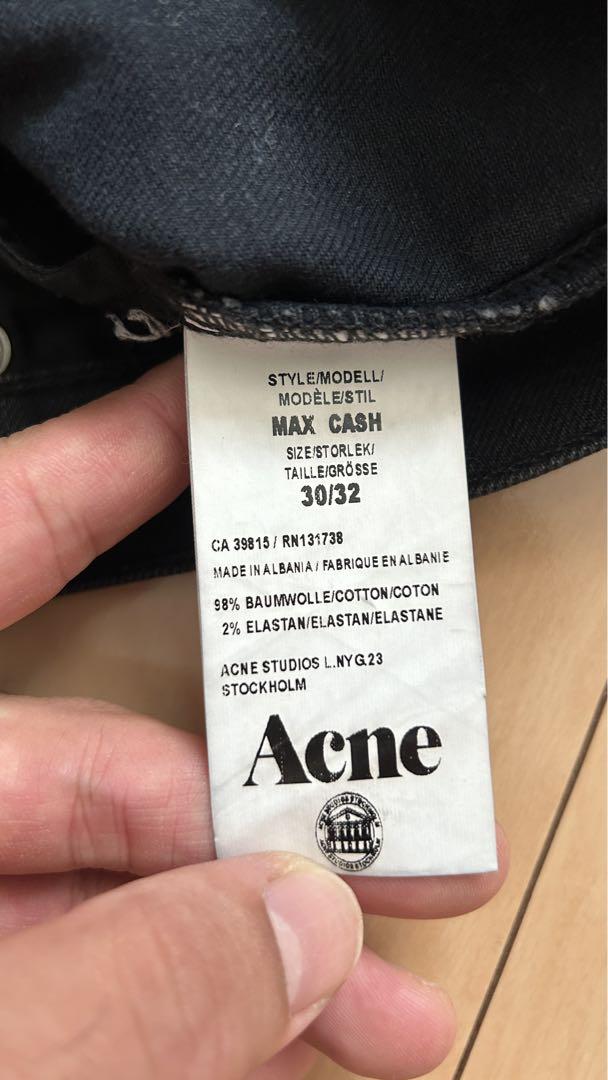 STYLE/MODELL/
MODÈLE/STIL
MAX CASH
SIZE/STORLEK/
TAILLE/GRÖSSE
30/32
CA 39815 / RN131738
MADE IN ALBANIA / FABRIQUE EN ALBANIE
98% BAUMWOLLE/COTTON/COTON
2% ELASTAN/ELASTAN/ELASTANE
ACNE STUDIOS L.NYG.23
STOCKHOLM
Acne